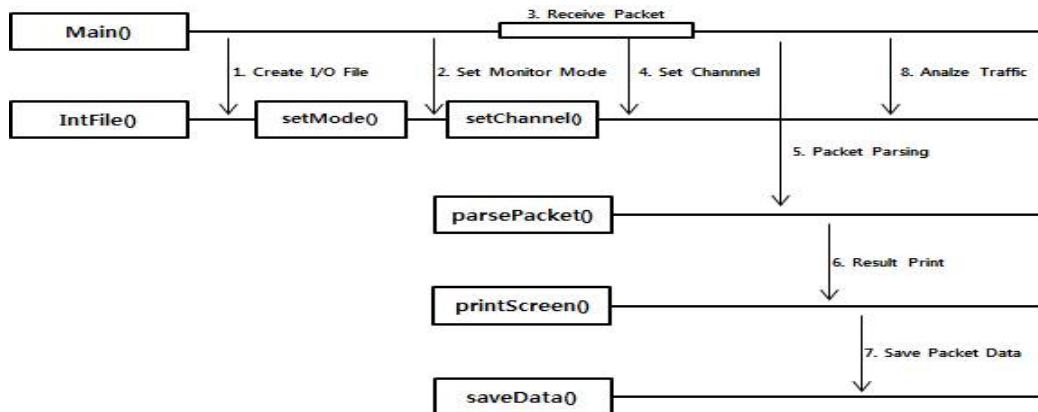 3. Receive Packet
Main()
1. Create I/O File
2. Set Monitor Mode
4. Set Channnel
8. Analze Traffic
IntFile()
setMode()
setChannel()
5. Packet Parsing
parsePacket()
6. Result Print
printScreen()
7. Save Packet Data
saveData()